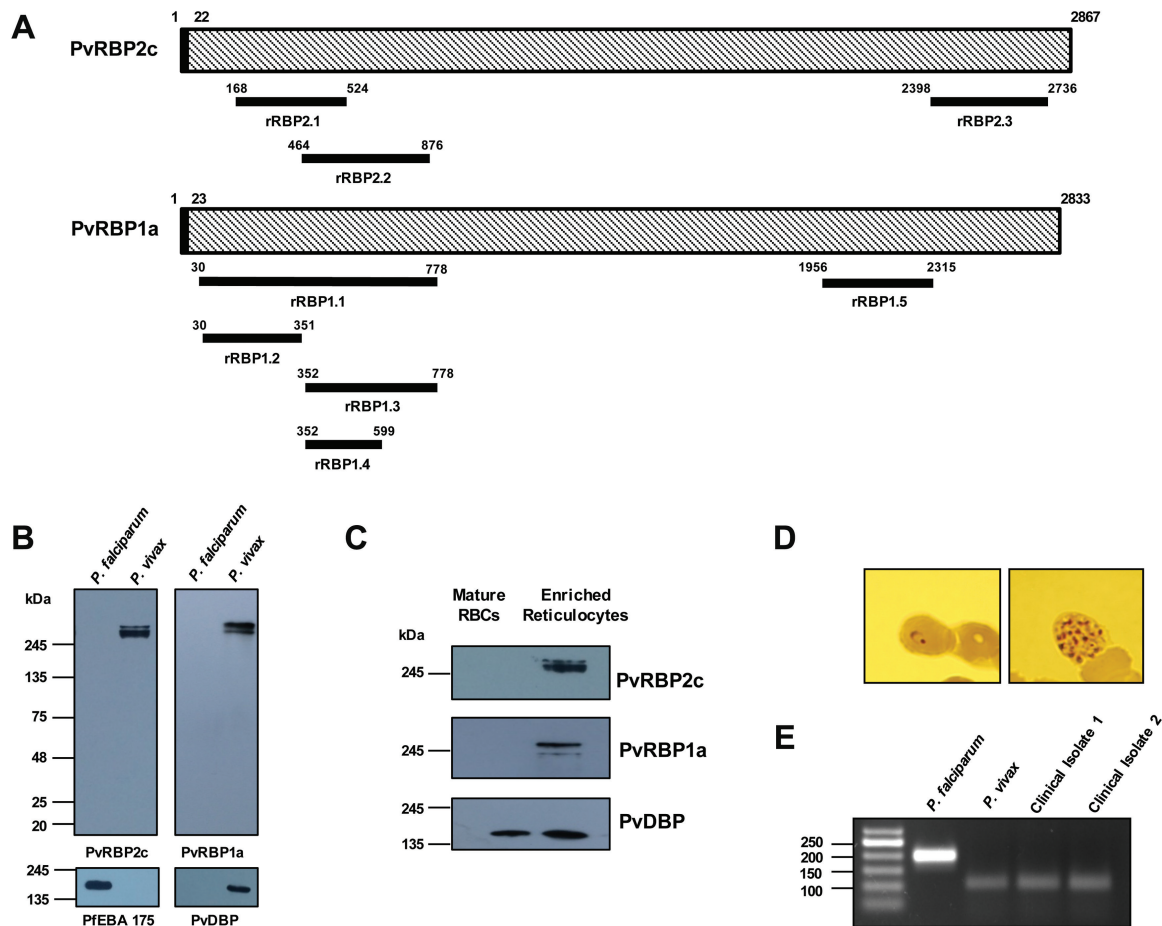 A
1 22 2867
PvRBP2c
168 524 2398 2736
rRBP2.1 rRBP2.3
464 876
rRBP2.2
1 23 2833
PvRBP1a
30 778 1956 2315
rRBP1.1 rRBP1.5
30 351
rRBP1.2
352 778
rRBP1.3
352 599
rRBP1.4
B
P. falciparum P. vivax P. falciparum P. vivax
kDa
245
135
75
48
25
20
PvRBP2c PvRBP1a
245
135
PfEBA 175 PvDBP
C
Mature Enriched
RBCs Reticulocytes
kDa
245
PvRBP2c
245
PvRBP1a
245
135
PvDBP
D
E
P. falciparum P. vivax Clinical Isolate 1 Clinical Isolate 2
250
200
150
100